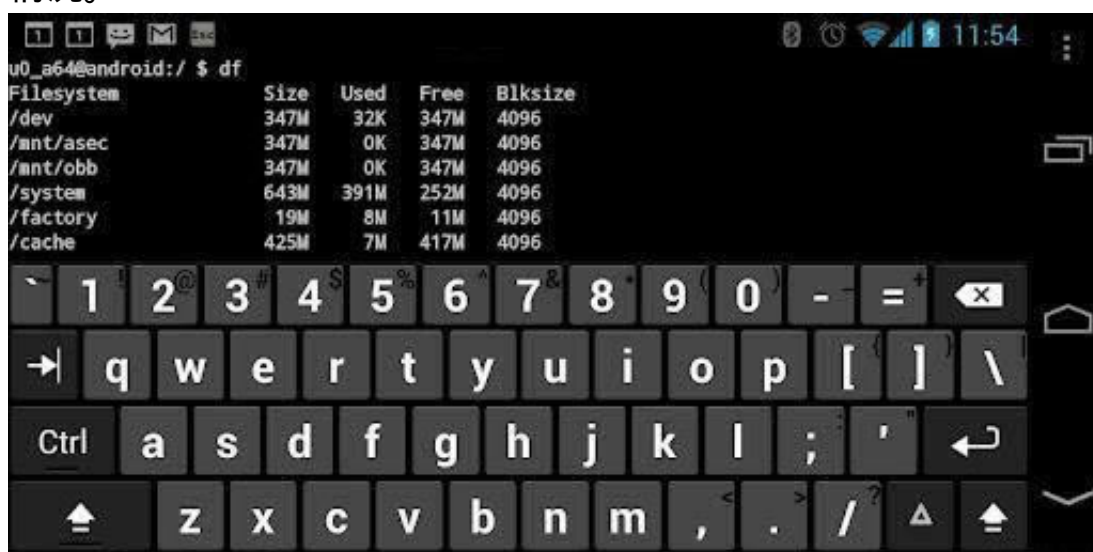 11:54
u0_a64@android:/ $ df
Filesystem Size Used Free Blksize
/dev 347M 32K 347M 4096
/mnt/asec 347M 0K 347M 4096
/mnt/obb 347M 0K 347M 4096
/system 643M 391M 252M 4096
/factory 19M 8M 11M 4096
/cache 425M 7M 417M 4096
` 1 ! 2 @ 3 # 4 $ 5 % 6 ^ 7 & 8 * 9 ( 0 ) - _ = +
q w e r t y u i o p [ { ] } \ |
Ctrl a s d f g h j k l ; : ' "
z x c v b n m , < . > / ?